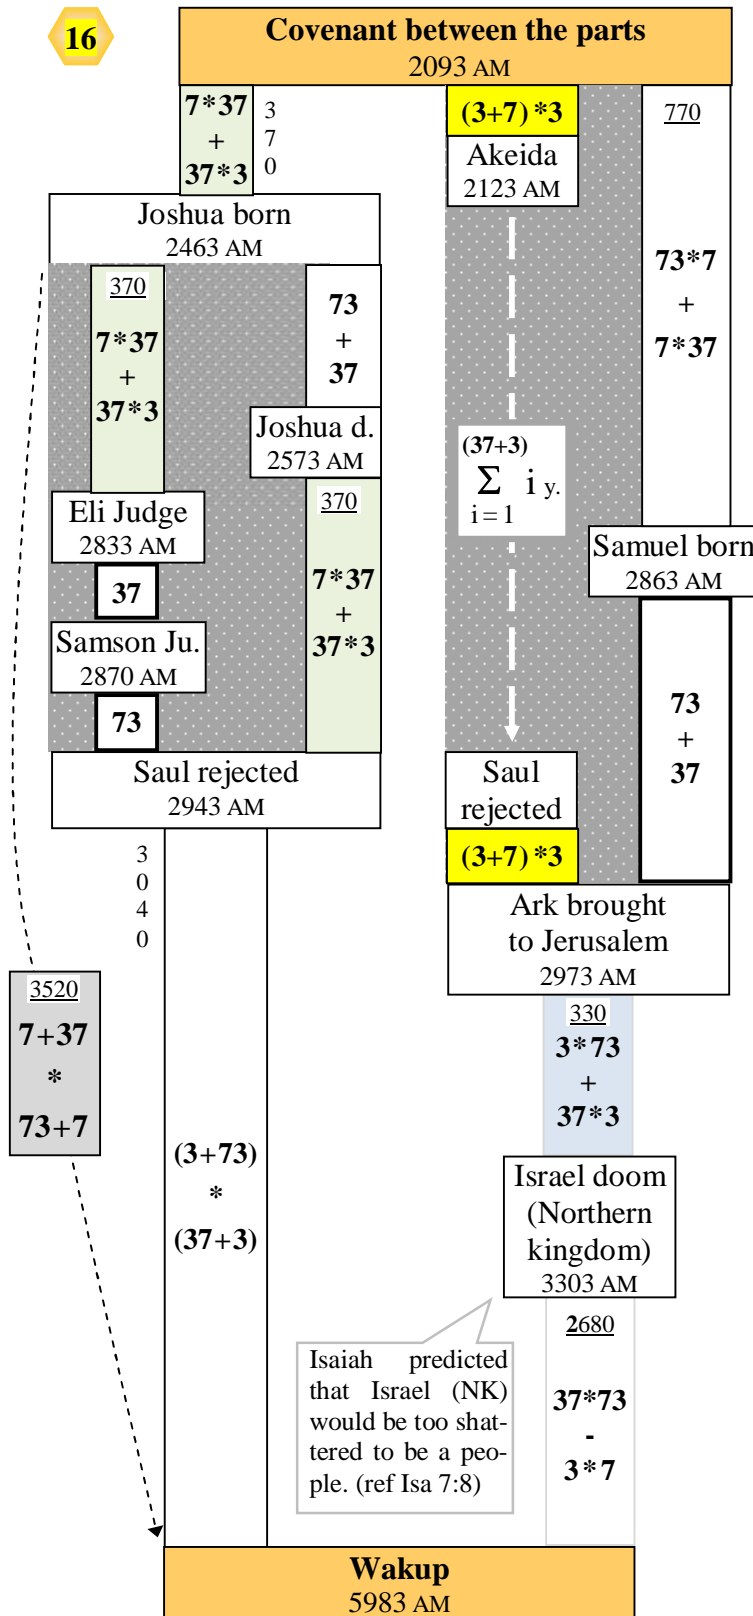 16
Covenant between the parts
2093 AM
7*37
+
37*3
3
7
0
Joshua born
2463 AM
370
7*37
+
37*3
Eli Judge
2833 AM
37
Samson Ju.
2870 AM
73
73
+
37
Joshua d.
2573 AM
370
7*37
+
37*3
Saul rejected
2943 AM
3
0
4
0
3520
7+37
*
73+7
(3+73)
*
(37+3)
(3+7) *3
Akeida
2123 AM
(37+3)
Σ i y.
i = 1
Saul
rejected
(3+7) *3
770
73*7
+
7*37
Samuel born
2863 AM
73
+
37
Ark brought
to Jerusalem
2973 AM
330
3*73
+
37*3
Israel doom
(Northern
kingdom)
3303 AM
Isaiah predicted
that Israel (NK)
would be too shat-
tered to be a peo-
ple. (ref Isa 7:8)
2680
37*73
-
3*7
Wakup
5983 AM